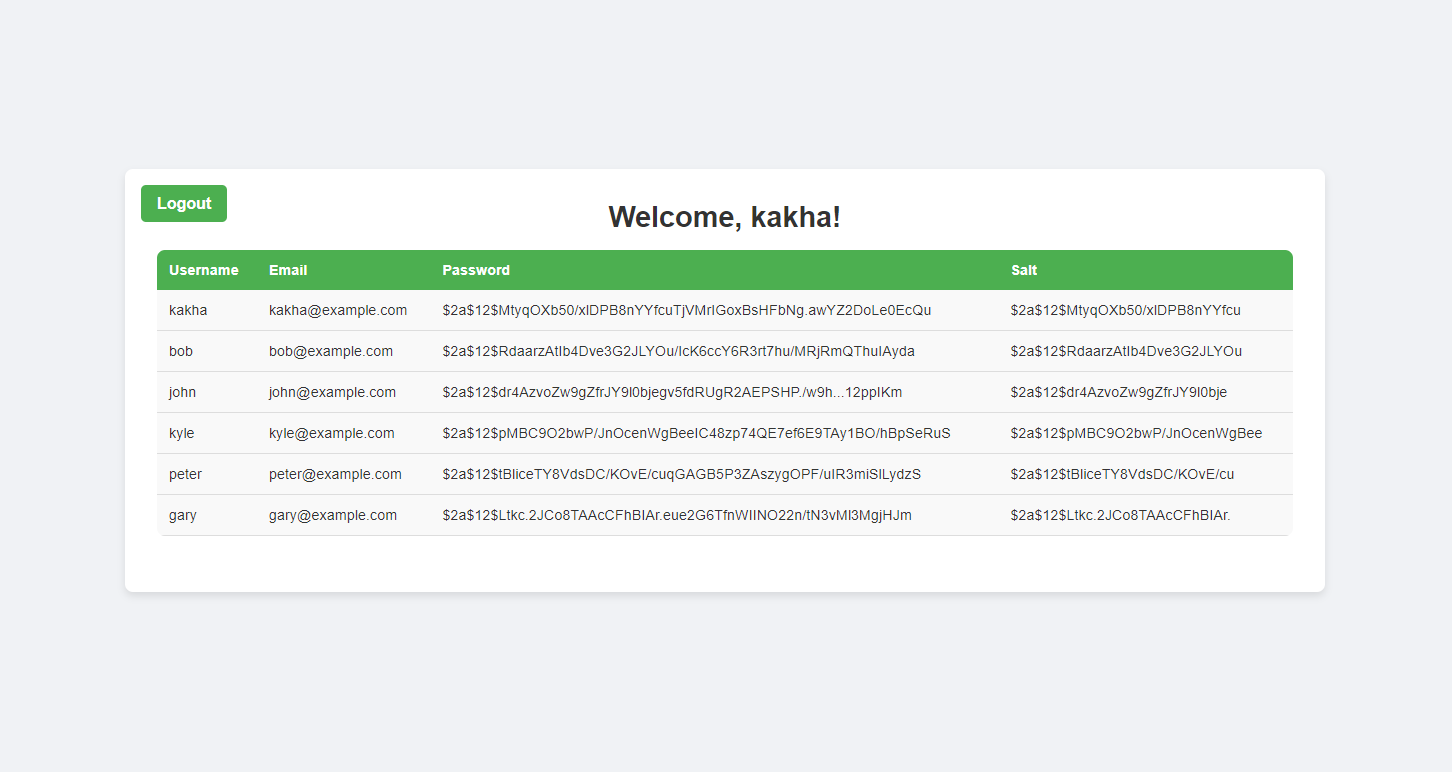 Logout
Welcome, kakha!
Username Email Password Salt
kakha kakha@example.com $2a$12$MtyqOXb50/xlDPB8nYYfcuTjVMrlGoxBsHFbNg.awYZ2DoLe0EcQu $2a$12$MtyqOXb50/xlDPB8nYYfcu
bob bob@example.com $2a$12$RdaarzAtIb4Dve3G2JLYOu/IcK6ccY6R3rt7hu/MRjRmQThuIAyda $2a$12$RdaarzAtIb4Dve3G2JLYOu
john john@example.com $2a$12$dr4AzvoZw9gZfrJY9l0bjegv5fdRUgR2AEPSHP./w9h...12ppIKm $2a$12$dr4AzvoZw9gZfrJY9l0bje
kyle kyle@example.com $2a$12$pMBC9O2bwP/JnOcenWgBeeIC48zp74QE7ef6E9TAy1BO/hBpSeRuS $2a$12$pMBC9O2bwP/JnOcenWgBee
peter peter@example.com $2a$12$tBliceTY8VdsDC/KOvE/cuqGAGB5P3ZAszygOPF/uIR3miSlLydzS $2a$12$tBliceTY8VdsDC/KOvE/cu
gary gary@example.com $2a$12$Ltkc.2JCo8TAAcCFhBIAr.eue2G6TfnWIINO22n/tN3vMl3MgjHJm $2a$12$Ltkc.2JCo8TAAcCFhBIAr.